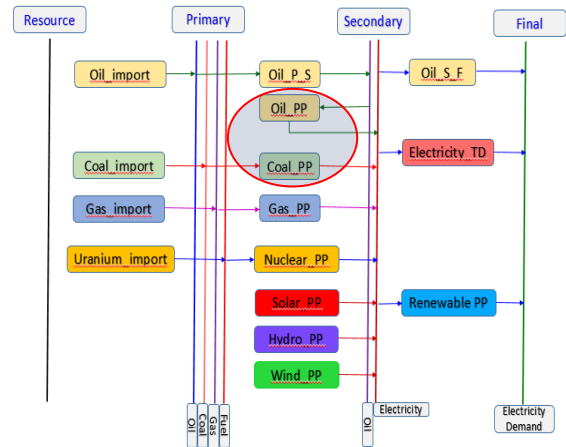 Resource
Primary
Secondary
Final
Oil_import
Oil_P_S
Oil_S_F
Oil_PP
Coal_import
Coal_PP
Electricity_TD
Gas_import
Gas_PP
Uranium_import
Nuclear_PP
Solar_PP
Renewable PP
Hydro_PP
Wind_PP
Oil
Coal
Gas
Fuel
Oil
Electricity
Electricity
Demand